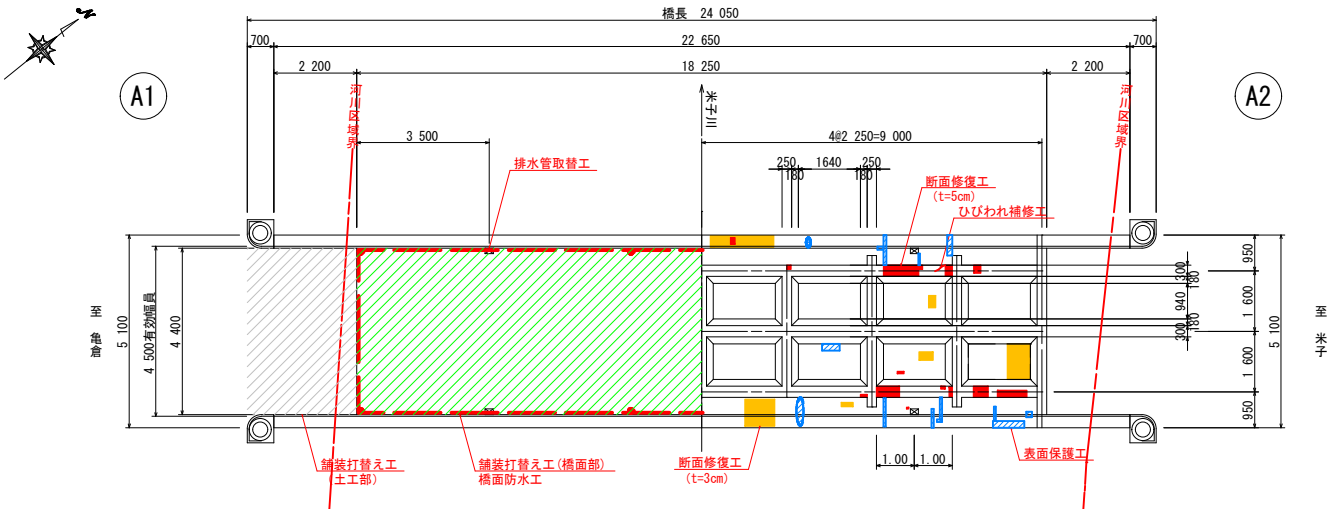 N
橋長 24 050
700
22 650
700
2 200
18 250
2 200
A1
A2
河川区域界
米子川
河川区域界
3 500
4@2 250=9 000
排水管取替工
250
1640
250
180
180
断面修復工
(t=5cm)
ひびわれ補修工
至 亀倉
5 100
4 500有効幅員
4 400
300
180
940
180
300
950
1 600
1 600
950
5 100
至 米子
舗装打替え工
(土工部)
舗装打替え工(橋面部)
橋面防水工
断面修復工
(t=3cm)
1.00
1.00
表面保護工